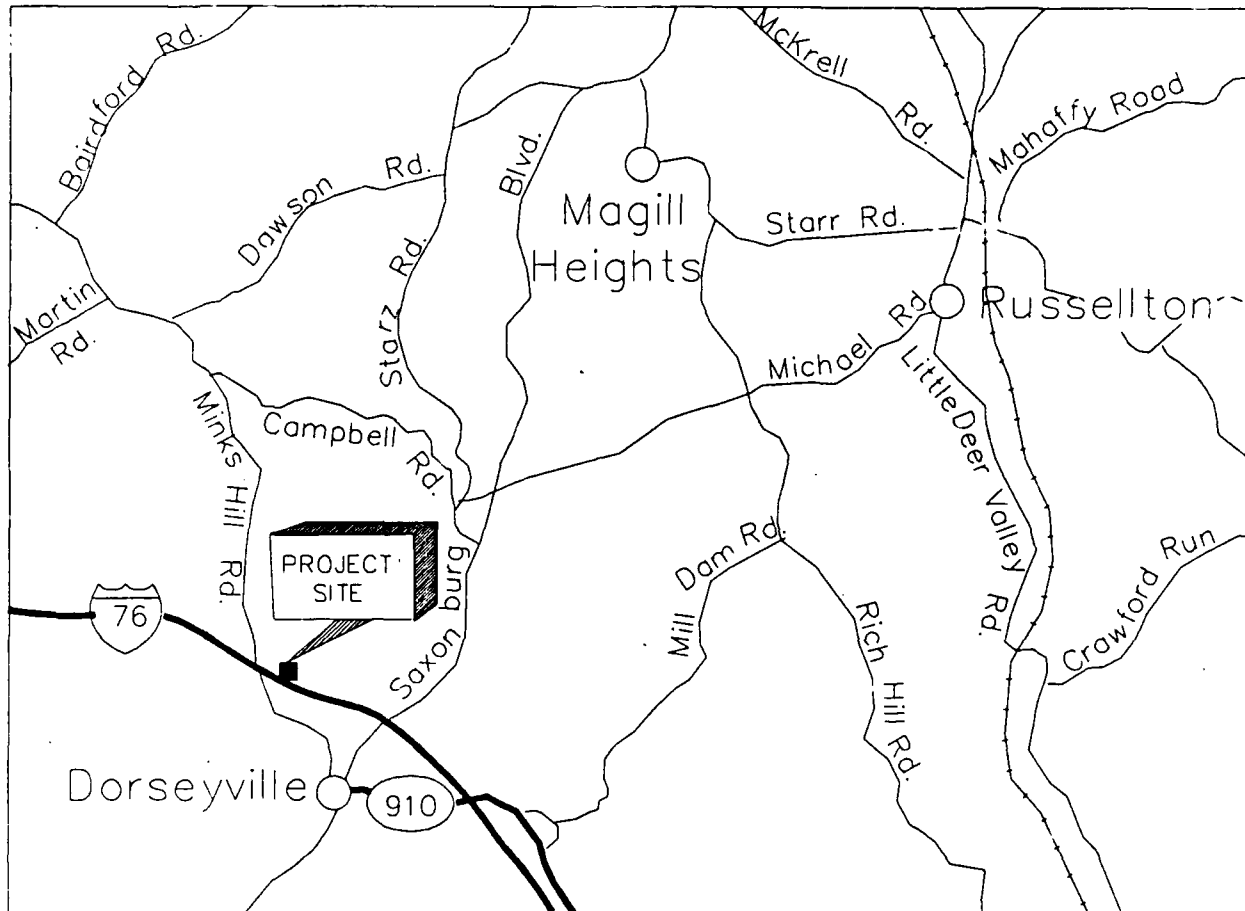 Bairdford Rd.
McKrell Rd.
Mahaffy Road
Dawson Rd.
Starz Rd.
Blvd.
Magill
Heights
Starr Rd.
Martin
Rd.
Russellton
Michael Rd
Little Deer Valley Rd.
Minks Hill Rd.
Campbell Rd.
PROJECT
SITE
Saxonburg
Mill Dam Rd.
Rich Hill Rd.
Crawford Run
76
Dorseyville
910